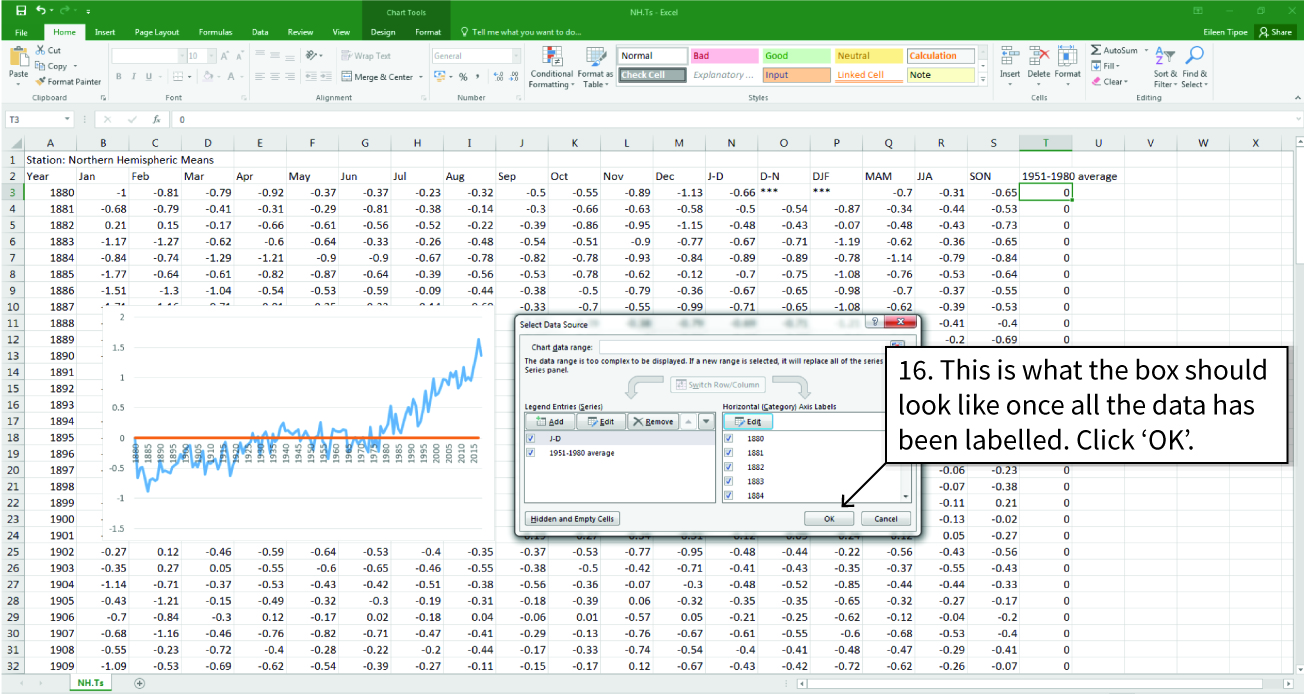 Chart Tools
NH.Ts - Excel
File Home Insert Page Layout Formulas Data Review View Design Format Tell me what you want to do... Eileen Tipoe Share
Cut
Copy
Format Painter
Paste
Clipboard
10
B I U
Font
Wrap Text
Merge & Center
Alignment
General
Number
Conditional Formatting
Format as Table
Normal Bad Good Neutral Calculation
Check Cell Explanatory ... Input Linked Cell Note
Styles
Insert Delete Format
Cells
AutoSum
Fill
Clear
Sort & Filter
Find & Select
Editing
T3 fx 0
A B C D E F G H I J K L M N O P Q R S T U V W X
1 Station: Northern Hemispheric Means
2 Year Jan Feb Mar Apr May Jun Jul Aug Sep Oct Nov Dec J-D D-N DJF MAM JJA SON 1951-1980 average
3 1880 -1 -0.81 -0.79 -0.92 -0.37 -0.37 -0.23 -0.32 -0.5 -0.55 -0.89 -1.13 -0.66 *** *** -0.7 -0.31 -0.65 0
4 1881 -0.68 -0.79 -0.41 -0.31 -0.29 -0.81 -0.38 -0.14 -0.3 -0.66 -0.63 -0.58 -0.5 -0.54 -0.87 -0.34 -0.44 -0.53 0
5 1882 0.21 0.15 -0.17 -0.66 -0.61 -0.56 -0.52 -0.22 -0.39 -0.86 -0.95 -1.15 -0.48 -0.43 -0.07 -0.48 -0.43 -0.73 0
6 1883 -1.17 -1.27 -0.62 -0.6 -0.64 -0.33 -0.26 -0.48 -0.54 -0.51 -0.9 -0.77 -0.67 -0.71 -1.19 -0.62 -0.36 -0.65 0
7 1884 -0.84 -0.74 -1.29 -1.21 -0.9 -0.9 -0.67 -0.78 -0.82 -0.78 -0.93 -0.84 -0.89 -0.89 -0.78 -1.14 -0.79 -0.84 0
8 1885 -1.77 -0.64 -0.61 -0.82 -0.87 -0.64 -0.39 -0.56 -0.53 -0.78 -0.62 -0.12 -0.7 -0.75 -1.08 -0.76 -0.53 -0.64 0
9 1886 -1.51 -1.3 -1.04 -0.54 -0.53 -0.59 -0.09 -0.44 -0.38 -0.5 -0.79 -0.36 -0.67 -0.65 -0.98 -0.7 -0.37 -0.55 0
10 1887 -0.33 -0.7 -0.55 -0.99 -0.71 -0.65 -1.08 -0.62 -0.39 -0.53 0
11 1888 -0.41 -0.4 0
12 1889 -0.2 -0.69 0
13 1890
14 1891
15 1892
16 1893
17 1894
18 1895
19 1896
20 1897 -0.06 -0.23 0
21 1898 -0.07 -0.38 0
22 1899 -0.11 0.21 0
23 1900 -0.13 -0.02 0
24 1901 0.05 -0.27 0
25 1902 -0.27 0.12 -0.46 -0.59 -0.64 -0.53 -0.4 -0.35 -0.37 -0.53 -0.77 -0.95 -0.48 -0.44 -0.22 -0.56 -0.43 -0.56 0
26 1903 -0.35 0.27 0.05 -0.55 -0.6 -0.65 -0.46 -0.55 -0.38 -0.5 -0.42 -0.71 -0.41 -0.43 -0.35 -0.37 -0.55 -0.43 0
27 1904 -1.14 -0.71 -0.37 -0.53 -0.43 -0.42 -0.51 -0.38 -0.56 -0.36 -0.07 -0.3 -0.48 -0.52 -0.85 -0.44 -0.44 -0.33 0
28 1905 -0.43 -1.21 -0.15 -0.49 -0.32 -0.3 -0.19 -0.31 -0.18 -0.39 0.06 -0.32 -0.35 -0.35 -0.65 -0.32 -0.27 -0.17 0
29 1906 -0.7 -0.84 -0.3 0.12 -0.17 0.02 -0.18 0.04 -0.06 0.01 -0.57 0.05 -0.21 -0.25 -0.62 -0.12 -0.04 -0.2 0
30 1907 -0.68 -1.16 -0.46 -0.76 -0.82 -0.71 -0.47 -0.41 -0.29 -0.13 -0.76 -0.67 -0.61 -0.55 -0.6 -0.68 -0.53 -0.4 0
31 1908 -0.55 -0.23 -0.72 -0.4 -0.28 -0.22 -0.2 -0.44 -0.17 -0.33 -0.74 -0.54 -0.4 -0.41 -0.48 -0.47 -0.29 -0.41 0
32 1909 -1.09 -0.53 -0.69 -0.62 -0.54 -0.39 -0.27 -0.11 -0.15 -0.17 0.12 -0.67 -0.43 -0.42 -0.72 -0.62 -0.26 -0.07 0
2
1.5
1
0.5
0
-0.5
-1
-1.5
1880 1885 1890 1895 1900 1905 1910 1915 1920 1925 1930 1935 1940 1945 1950 1955 1960 1965 1970 1975 1980 1985 1990 1995 2000 2005 2010 2015
Select Data Source
Chart data range:
The data range is too complex to be displayed. If a new range is selected, it will replace all of the series
Series panel.
Switch Row/Column
Legend Entries (Series)
Add Edit Remove
J-D
1951-1980 average
Horizontal (Category) Axis Labels
Edit
1880
1881
1882
1883
1884
Hidden and Empty Cells OK Cancel
16. This is what the box should
look like once all the data has
been labelled. Click ‘OK’.
NH.Ts